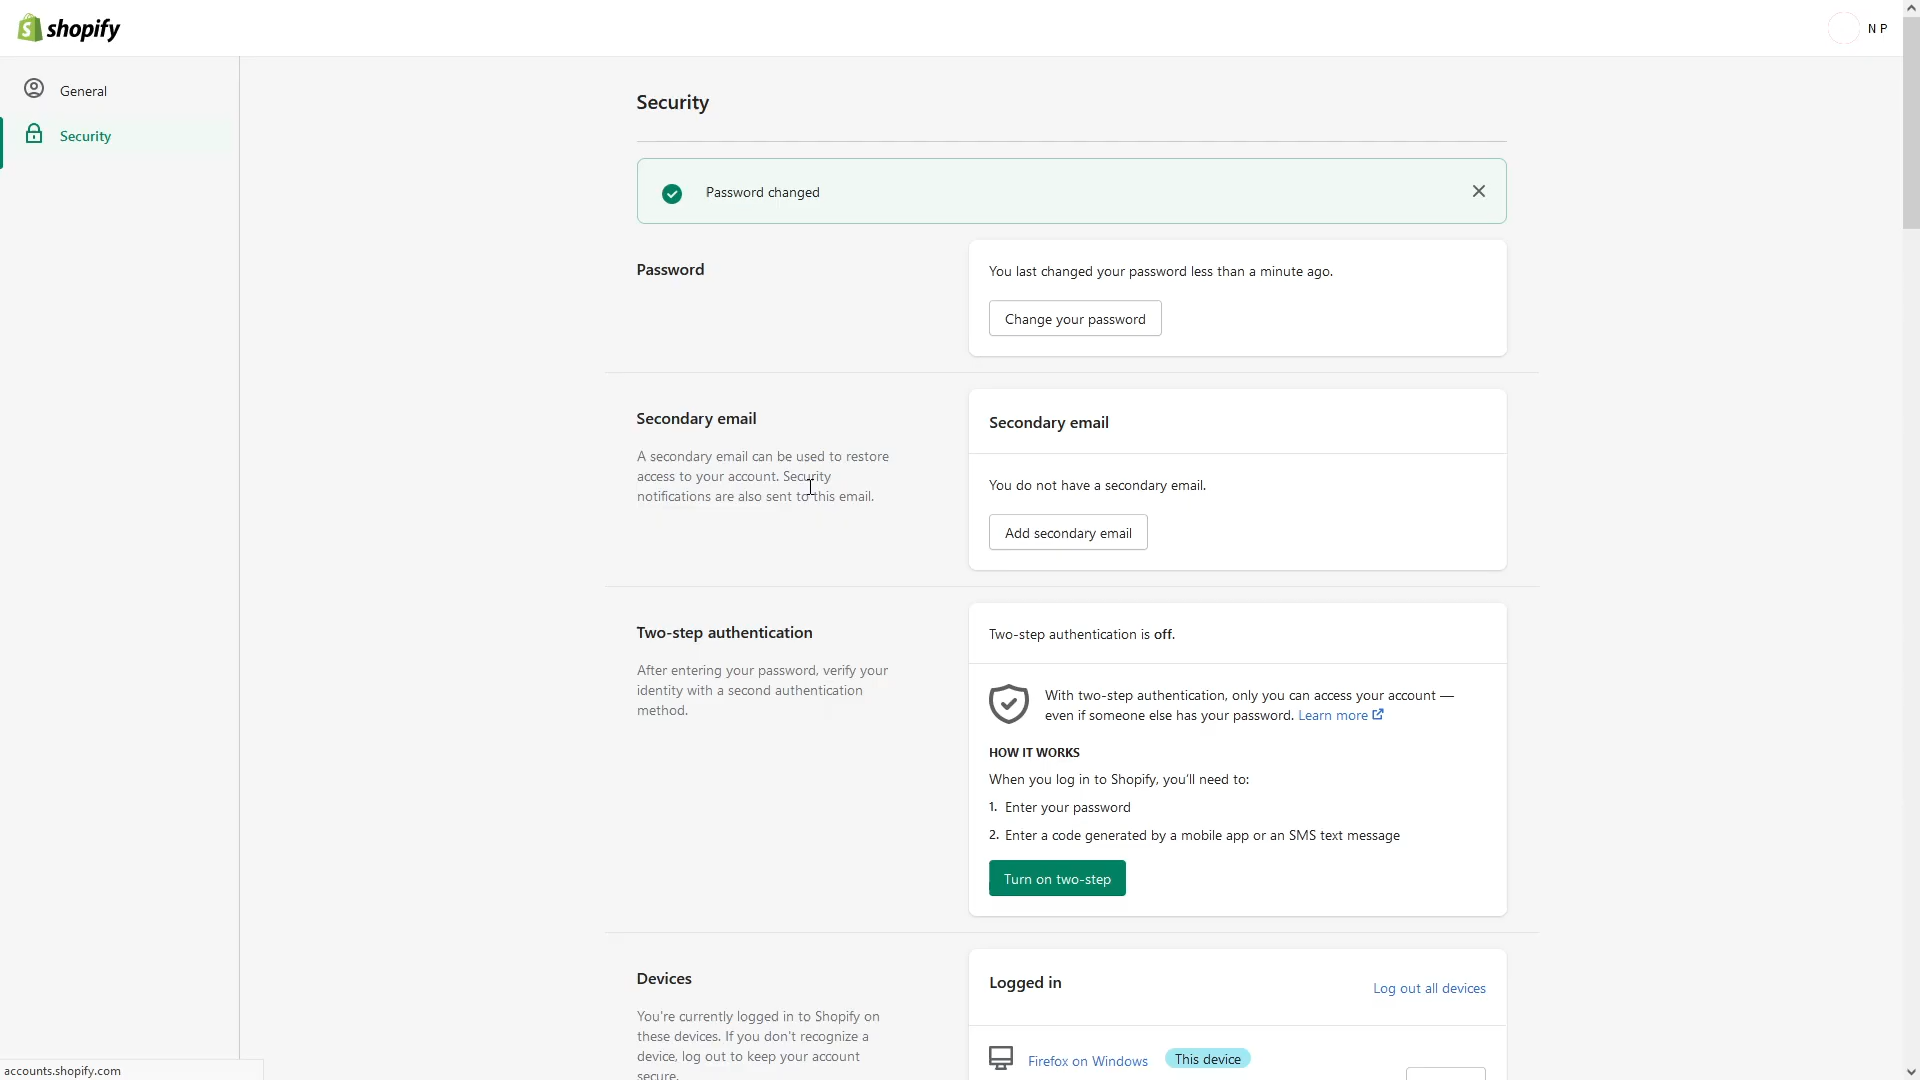 shopify
N P
General
Security
Security
Password changed
Password
You last changed your password less than a minute ago.
Change your password
Secondary email
A secondary email can be used to restore
access to your account. Security
notifications are also sent to this email.
Secondary email
You do not have a secondary email.
Add secondary email
Two-step authentication
After entering your password, verify your
identity with a second authentication
method.
Two-step authentication is off.
With two-step authentication, only you can access your account —
even if someone else has your password. Learn more
HOW IT WORKS
When you log in to Shopify, you'll need to:
1. Enter your password
2. Enter a code generated by a mobile app or an SMS text message
Turn on two-step
Devices
You're currently logged in to Shopify on
these devices. If you don't recognize a
device, log out to keep your account
secure.
Logged in
Log out all devices
Firefox on Windows
This device
accounts.shopify.com